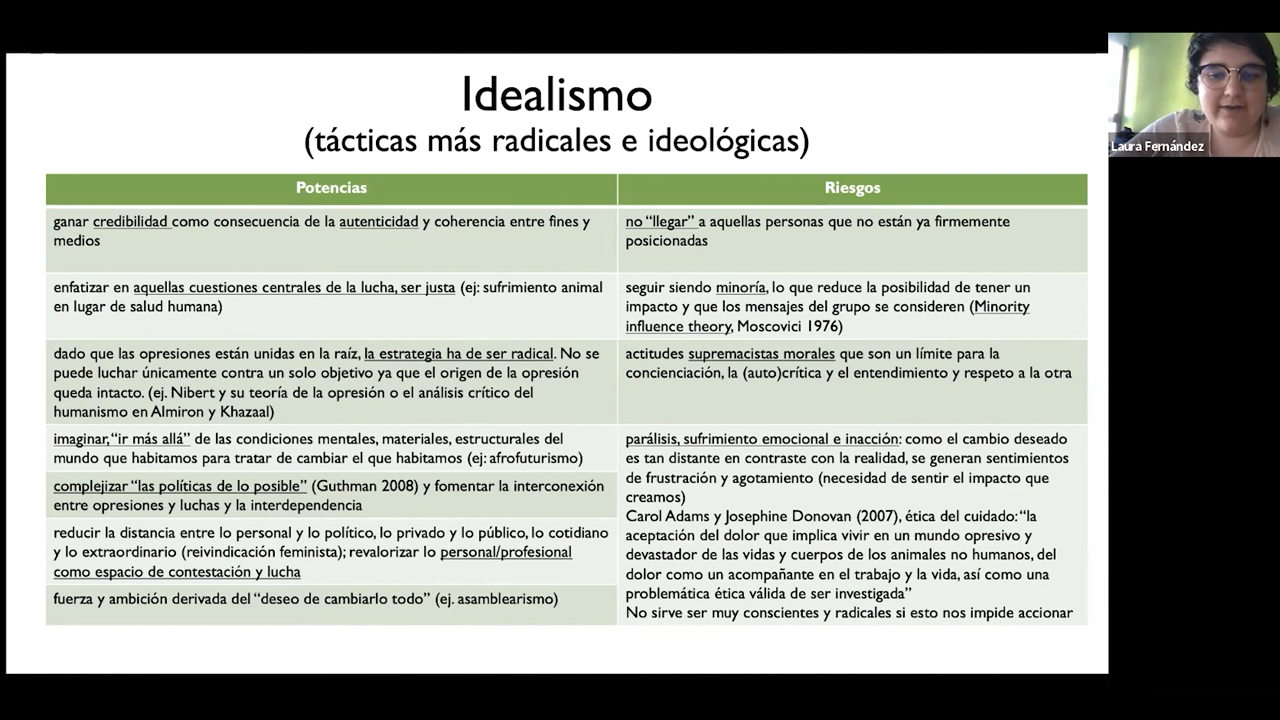 Idealismo
(tácticas más radicales e ideológicas)
Potencias
Riesgos
ganar credibilidad como consecuencia de la autenticidad y coherencia entre fines y
medios
no “llegar” a aquellas personas que no están ya firmemente
posicionadas
enfatizar en aquellas cuestiones centrales de la lucha, ser justa (ej: sufrimiento animal
en lugar de salud humana)
seguir siendo minoría, lo que reduce la posibilidad de tener un
impacto y que los mensajes del grupo se consideren (Minority
influence theory, Moscovici 1976)
dado que las opresiones están unidas en la raíz, la estrategia ha de ser radical. No se
puede luchar únicamente contra un solo objetivo ya que el origen de la opresión
queda intacto. (ej. Nibert y su teoría de la opresión o el análisis crítico del
humanismo en Almiron y Khazaal)
actitudes supremacistas morales que son un límite para la
concienciación, la (auto)crítica y el entendimiento y respeto a la otra
imaginar, “ir más allá” de las condiciones mentales, materiales, estructurales del
mundo que habitamos para tratar de cambiar el que habitamos (ej: afrofuturismo)
complejizar “las políticas de lo posible” (Guthman 2008) y fomentar la interconexión
entre opresiones y luchas y la interdependencia
reducir la distancia entre lo personal y lo político, lo privado y lo público, lo cotidiano
y lo extraordinario (reivindicación feminista); revalorizar lo personal/profesional
como espacio de contestación y lucha
fuerza y ambición derivada del “deseo de cambiarlo todo” (ej. asamblearismo)
parálisis, sufrimiento emocional e inacción: como el cambio deseado
es tan distante en contraste con la realidad, se generan sentimientos
de frustración y agotamiento (necesidad de sentir el impacto que
creamos)
Carol Adams y Josephine Donovan (2007), ética del cuidado: “la
aceptación del dolor que implica vivir en un mundo opresivo y
devastador de las vidas y cuerpos de los animales no humanos, del
dolor como un acompañante en el trabajo y la vida, así como una
problemática ética válida de ser investigada”
No sirve ser muy conscientes y radicales si esto nos impide accionar
Laura Fernández